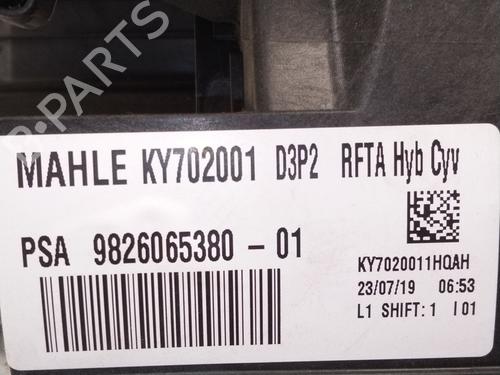 B-PARTS
MAHLE KY702001 D3P2 RFTA Hyb Cyv
PSA 9826065380-01
KY7020011HQAH
23/07/19 06:53
L1 SHIFT: 1 I01